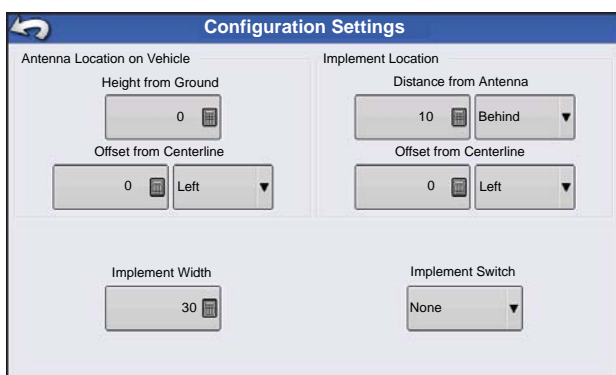 Configuration Settings
Antenna Location on Vehicle
Height from Ground
0
Offset from Centerline
0 Left
Implement Location
Distance from Antenna
10 Behind
Offset from Centerline
0 Left
Implement Width
30
Implement Switch
None